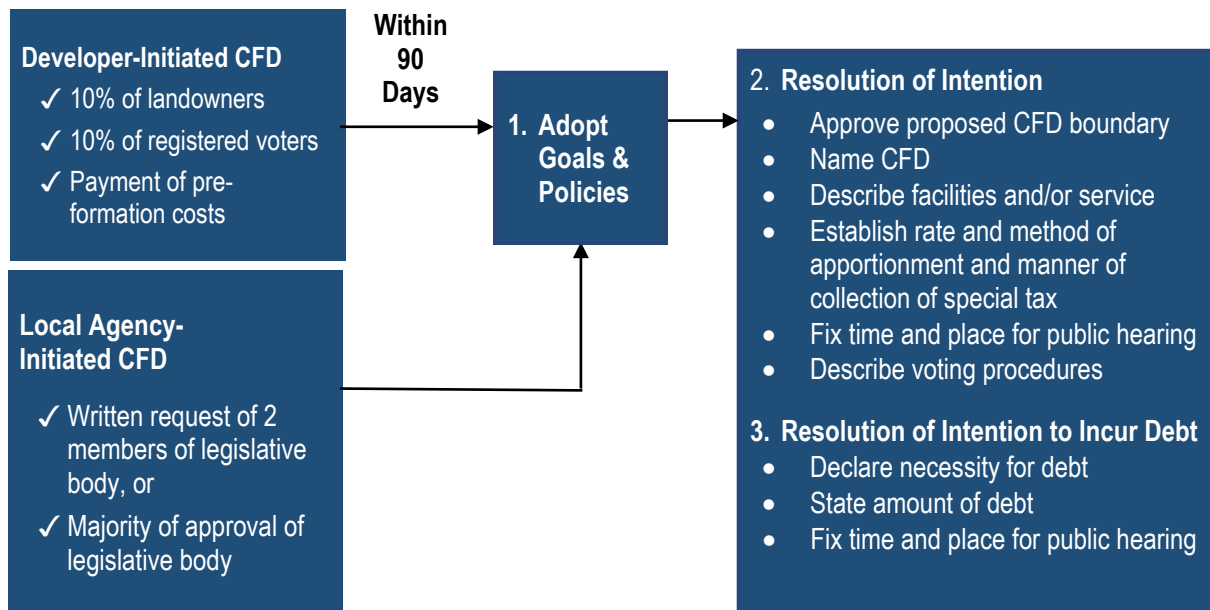 Developer-Initiated CFD
✓ 10% of landowners
✓ 10% of registered voters
✓ Payment of pre-
formation costs
Within
90
Days
Local Agency-
Initiated CFD
✓ Written request of 2
members of legislative
body, or
✓ Majority of approval of
legislative body
1. Adopt
Goals &
Policies
2. Resolution of Intention
• Approve proposed CFD boundary
• Name CFD
• Describe facilities and/or service
• Establish rate and method of
apportionment and manner of
collection of special tax
• Fix time and place for public hearing
• Describe voting procedures
3. Resolution of Intention to Incur Debt
• Declare necessity for debt
• State amount of debt
• Fix time and place for public hearing